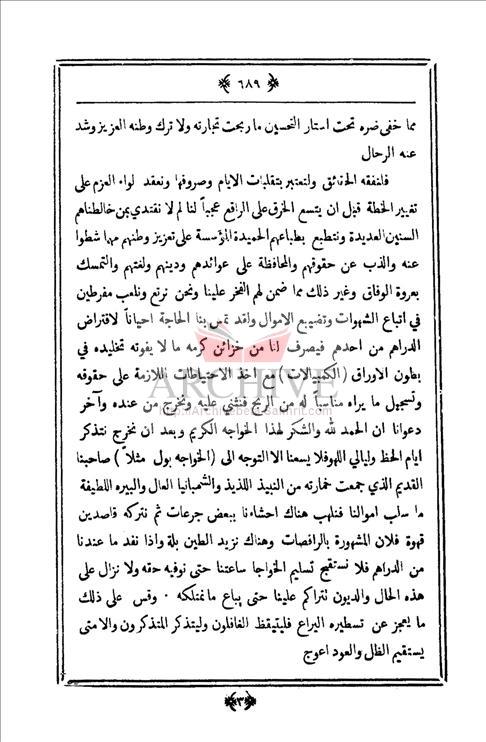 ٦٨٩
مما خفى ضره تحت استار التحسين ما ربحت تجارته ولا ترك وطنه العزيز وشد
عنه الرحال
فلنفقه الحقائق ولنعتبر بتقلبات الايام وصروفها ونعقد لواء العزم على
تغيير الخطة قبل ان يتسع الخرق على الراقع عجباً لنا لم لا نقتدي بمن خالطناهم
السنين العديدة ونتطبع بطباعهم الحميدة المؤسسة على تعزيز وطنهم مهما شطوا
عنه والذب عن حقوقهم والمحافظة على عوائدهم ودينهم ولغتهم والتمسك
بعروة الوفاق وغير ذلك مما ضمن لهم الفخر علينا ونحن نرتع ونلعب مفرطين
في اتباع الشهوات وتضييع الاموال ولقد تمس بنا الحاجة احياناً لاقتراض
الدراهم من احدهم فيصرف لنا من خزائن كرمه ما لا يفوته تخليده في
بطون الاوراق (الكمبيالات) مع اخذ الاحتياطات اللازمة على حقوقه
وتسجيل ما يراه مناسباً له من الربح فنثني عليه ونخرج من عنده وآخر
دعوانا ان الحمد لله والشكر لهذا الخواجه الكريم وبعد ان نخرج نتذكر
ايام الحظ وليالي اللهو فلا يسعنا الا التوجه الى (الخواجه بول مثلاً) صاحبنا
القديم الذي جمعت خمارته من النبيذ اللذيذ والشمبانيا العال والبيره اللطيفة
ما سلب اموالنا فنلهب هناك احشاءنا ببعض جرعات ثم نتركه قاصدين
قهوة فلان المشهورة بالراقصات وهناك نزيد الطين بلة واذا نفد ما عندنا
من الدراهم فلا نستقبح تسليم الخواجا ساعتنا حتى نوفيه حقه ولا نزال على
هذه الحال والديون تتراكم علينا حتى يباع ما نمتلكه ٠ وقس على ذلك
ما يعجز عن تسطيره اليراع فليتيقظ الغافلون وليتذكر المتذكرون والا متى
يستقيم الظل والعود اعوج
ARCHIVE
٣